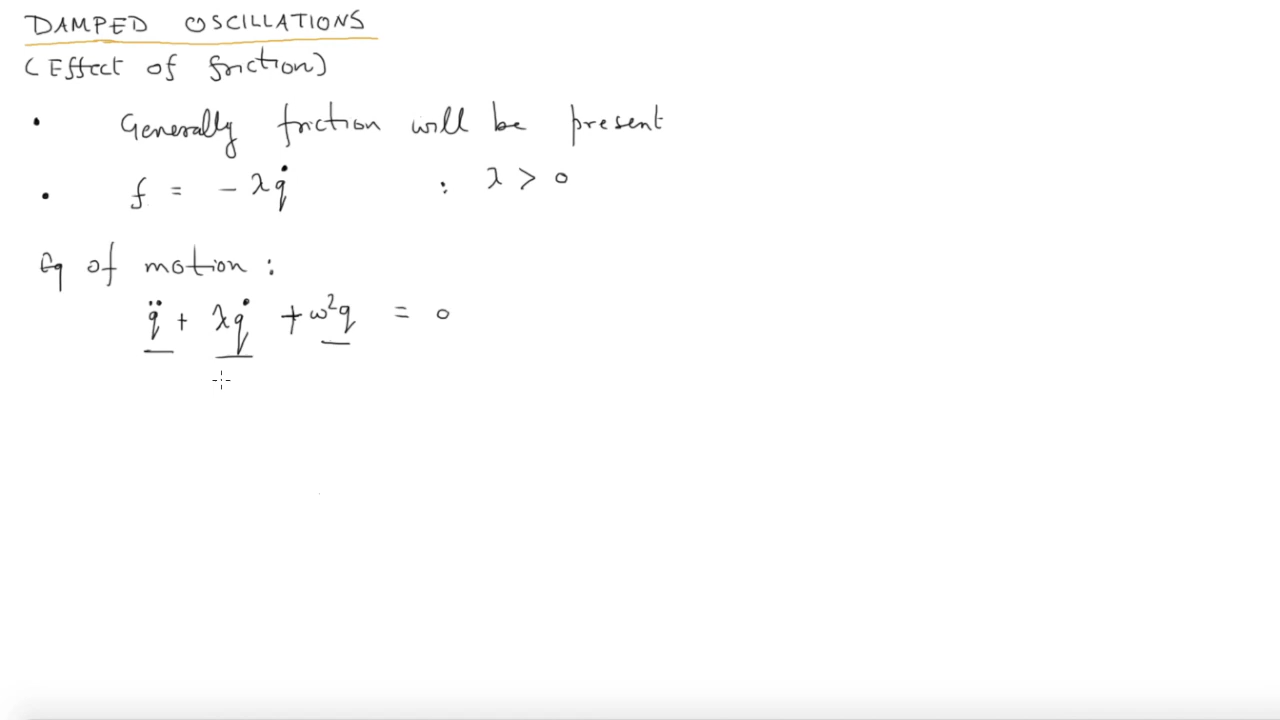 DAMPED OSCILLATIONS
(Effect of friction)
• Generally friction will be present
• f = - λq̇ : λ > 0
Eq of motion :
q̈ + λq̇ + ω²q = 0